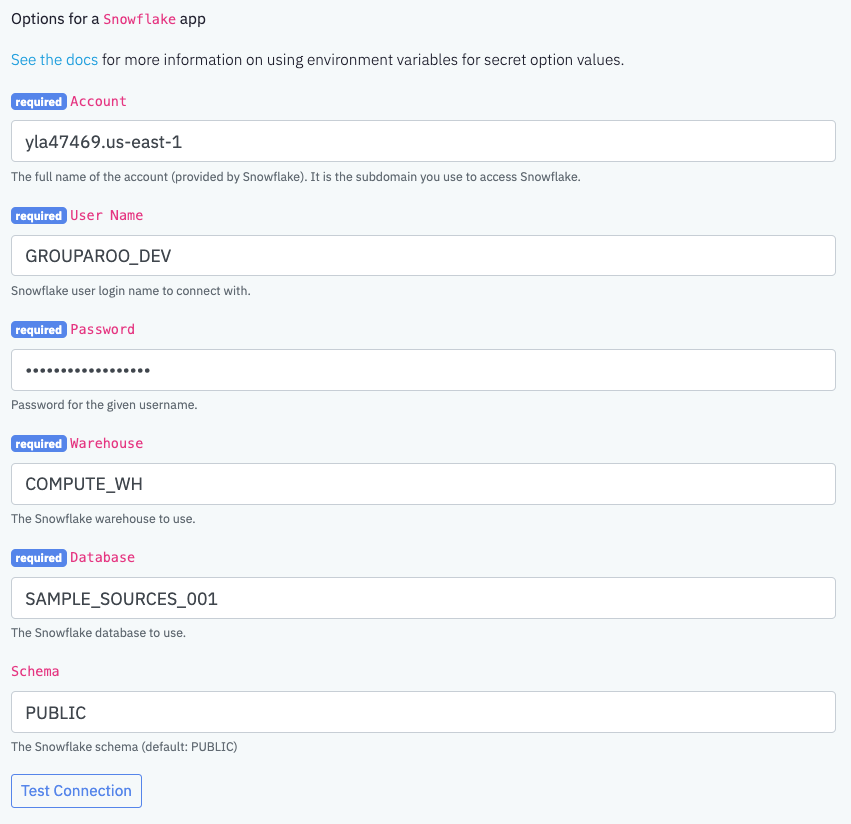 Options for a Snowflake app
See the docs for more information on using environment variables for secret option values.
required Account
yla47469.us-east-1
The full name of the account (provided by Snowflake). It is the subdomain you use to access Snowflake.
required User Name
GROUPAROO_DEV
Snowflake user login name to connect with.
required Password
••••••••••••••••••
Password for the given username.
required Warehouse
COMPUTE_WH
The Snowflake warehouse to use.
required Database
SAMPLE_SOURCES_001
The Snowflake database to use.
Schema
PUBLIC
The Snowflake schema (default: PUBLIC)
Test Connection